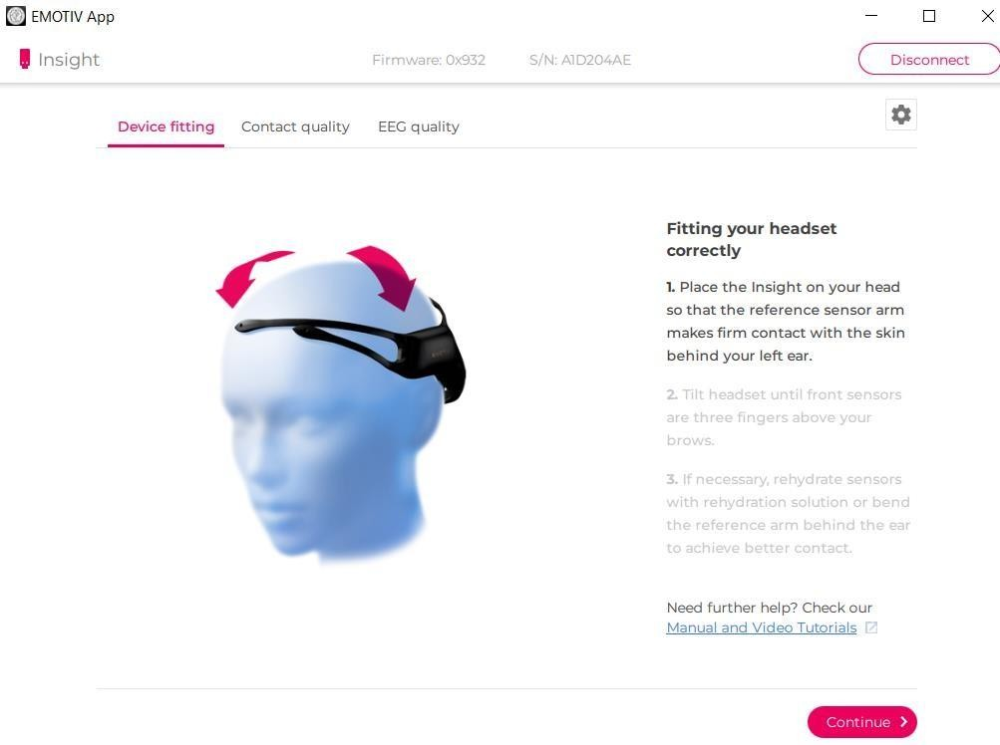 EMOTIV App
Insight
Firmware: 0x932
S/N: A1D204AE
Disconnect
Device fitting
Contact quality
EEG quality
Fitting your headset
correctly
1. Place the Insight on your head
so that the reference sensor arm
makes firm contact with the skin
behind your left ear.
2. Tilt headset until front sensors
are three fingers above your
brows.
3. If necessary, rehydrate sensors
with rehydration solution or bend
the reference arm behind the ear
to achieve better contact.
Need further help? Check our
Manual and Video Tutorials
Continue